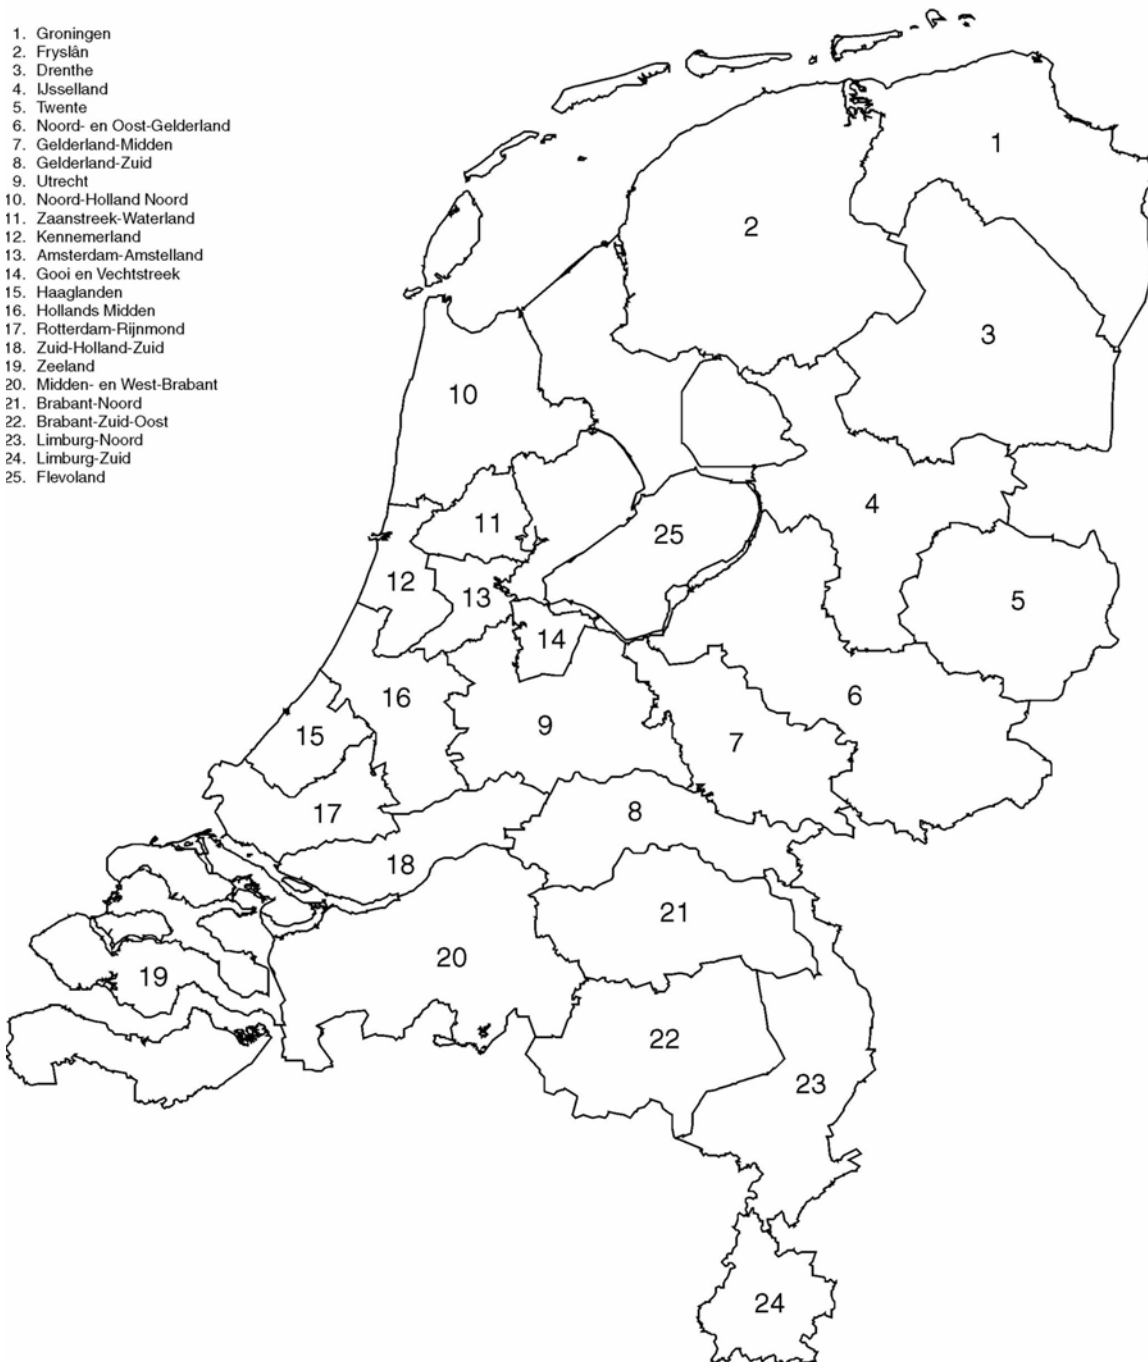 1. Groningen
2. Fryslân
3. Drenthe
4. IJsselland
5. Twente
6. Noord- en Oost-Gelderland
7. Gelderland-Midden
8. Gelderland-Zuid
9. Utrecht
10. Noord-Holland Noord
11. Zaanstreek-Waterland
12. Kennemerland
13. Amsterdam-Amstelland
14. Gooi en Vechtstreek
15. Haaglanden
16. Hollands Midden
17. Rotterdam-Rijnmond
18. Zuid-Holland-Zuid
19. Zeeland
20. Midden- en West-Brabant
21. Brabant-Noord
22. Brabant-Zuid-Oost
23. Limburg-Noord
24. Limburg-Zuid
25. Flevoland
1
2
3
10
4
11
25
12
13
5
14
16
6
9
15
7
17
8
18
21
20
19
22
23
24